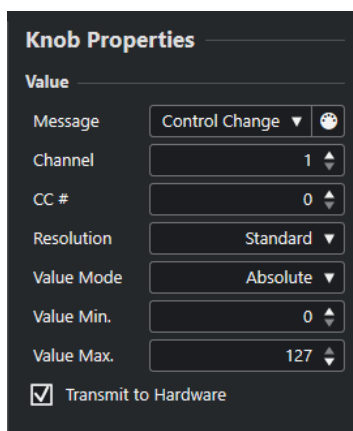 Knob Properties
Value
Message Control Change
Channel 1
CC # 0
Resolution Standard
Value Mode Absolute
Value Min. 0
Value Max. 127
Transmit to Hardware